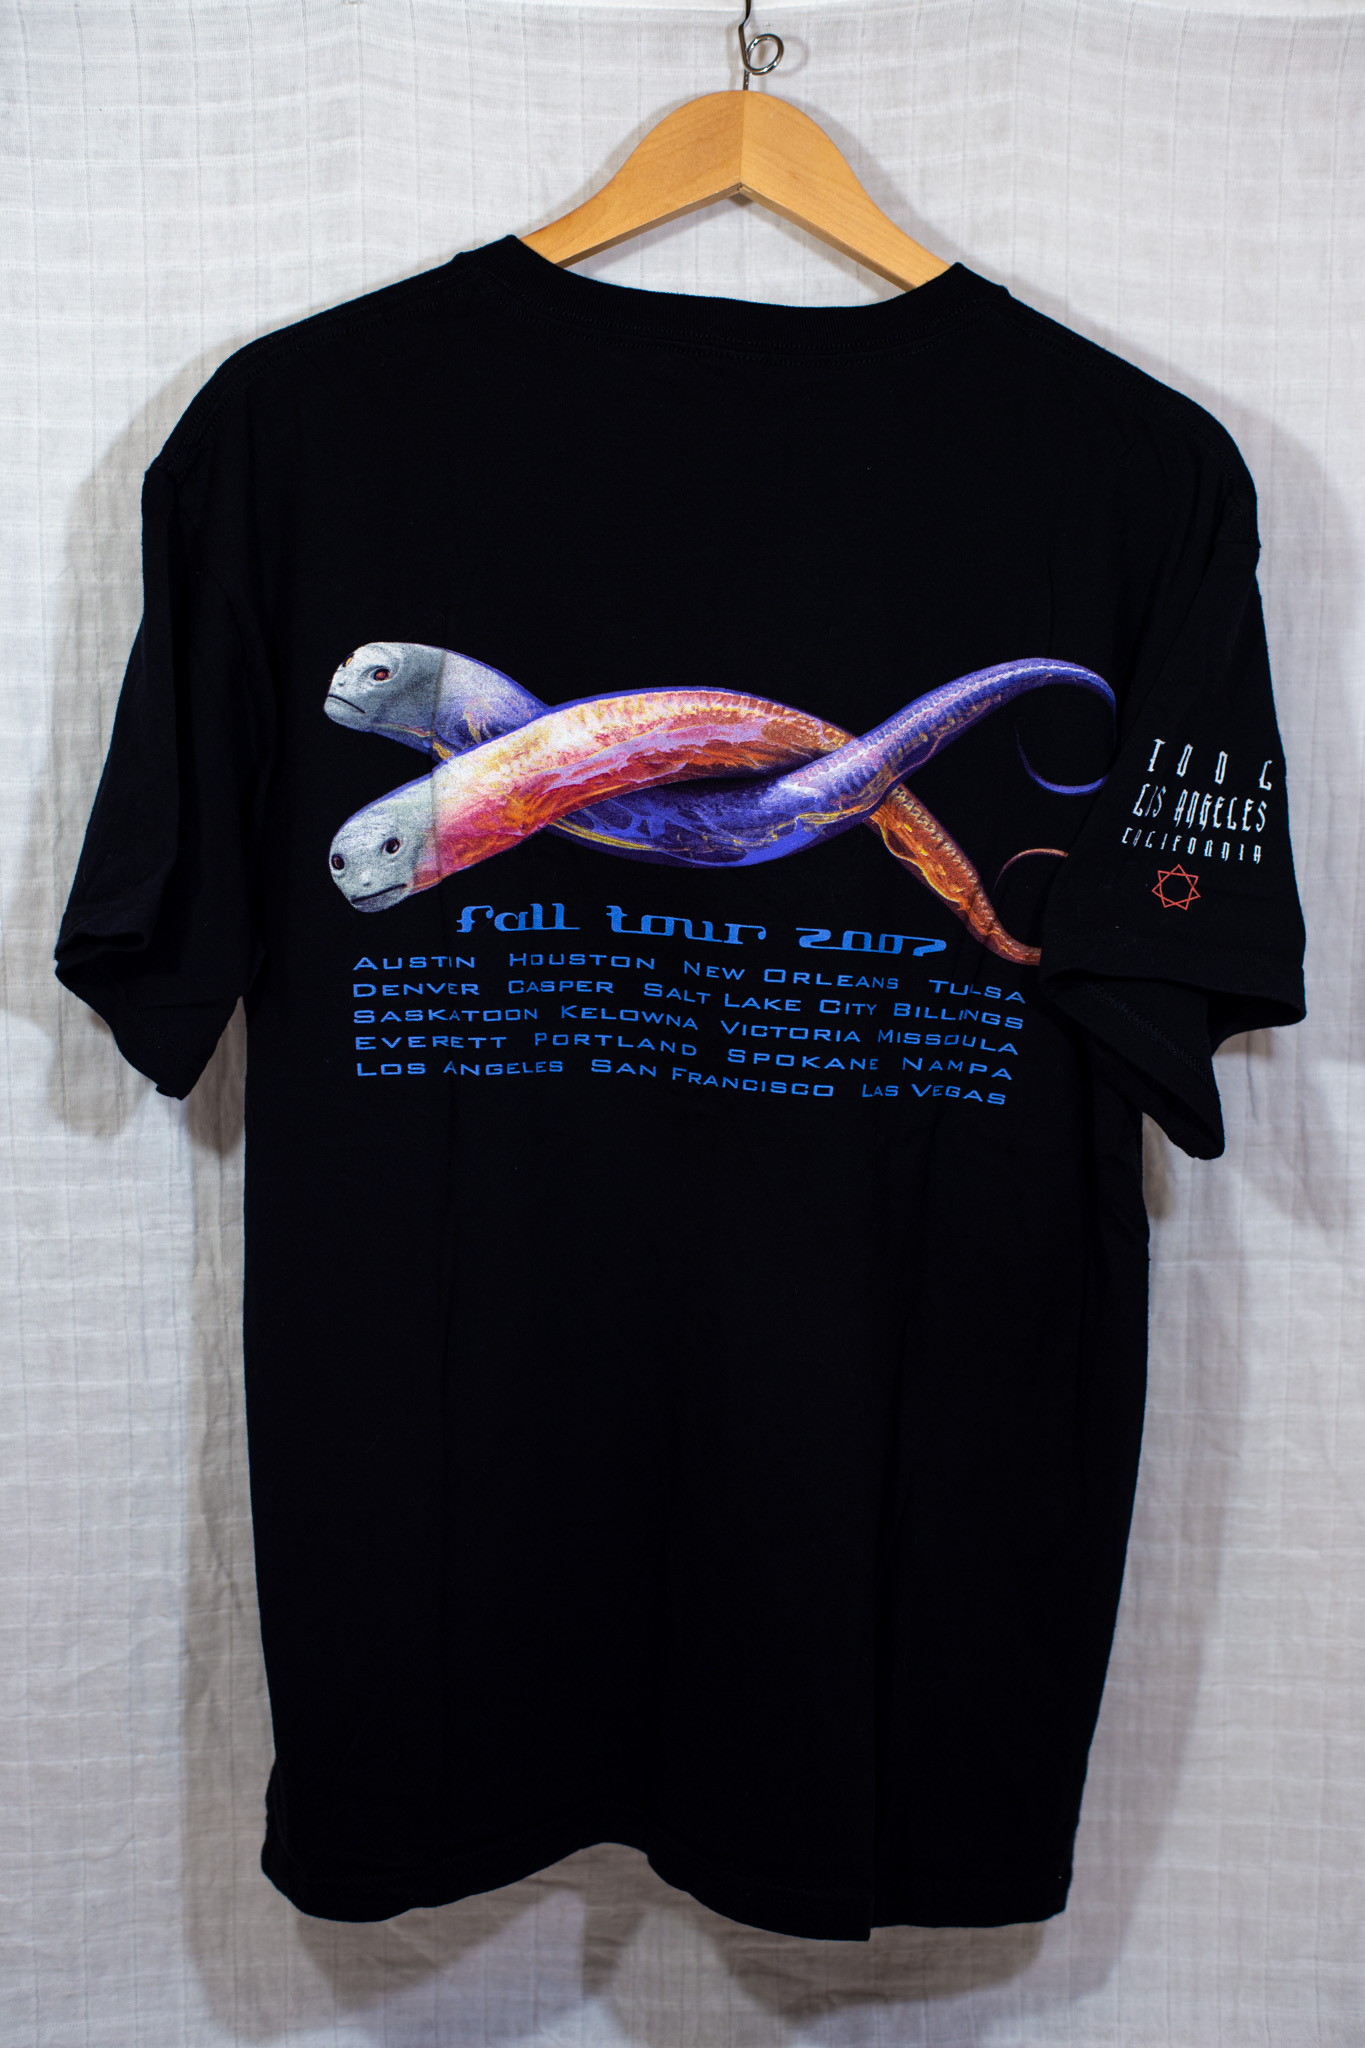 TOOL
LOS ANGELES
CALIFORNIA
fall tour 2007
AUSTIN HOUSTON NEW ORLEANS TULSA
DENVER CASPER SALT LAKE CITY BILLINGS
SASKATOON KELOWNA VICTORIA MISSOULA
EVERETT PORTLAND SPOKANE NAMPA
LOS ANGELES SAN FRANCISCO LAS VEGAS